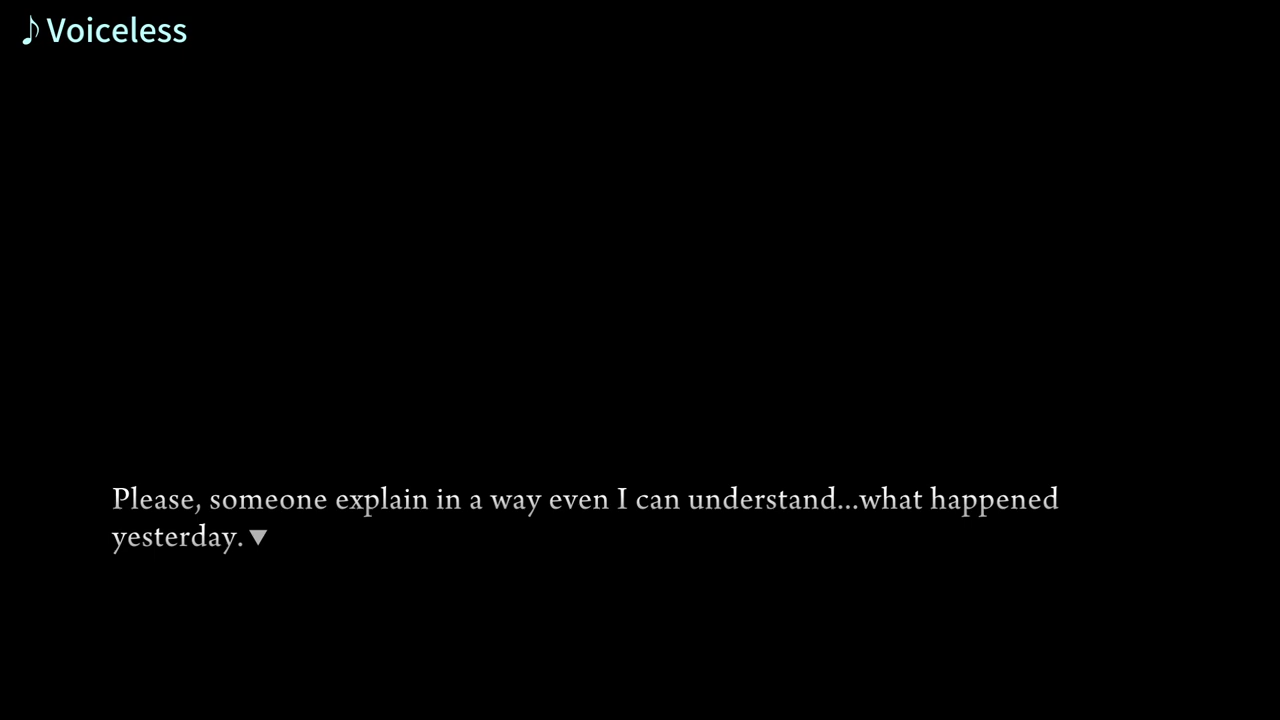 ♪Voiceless
Please, someone explain in a way even I can understand...what happened
yesterday.▼